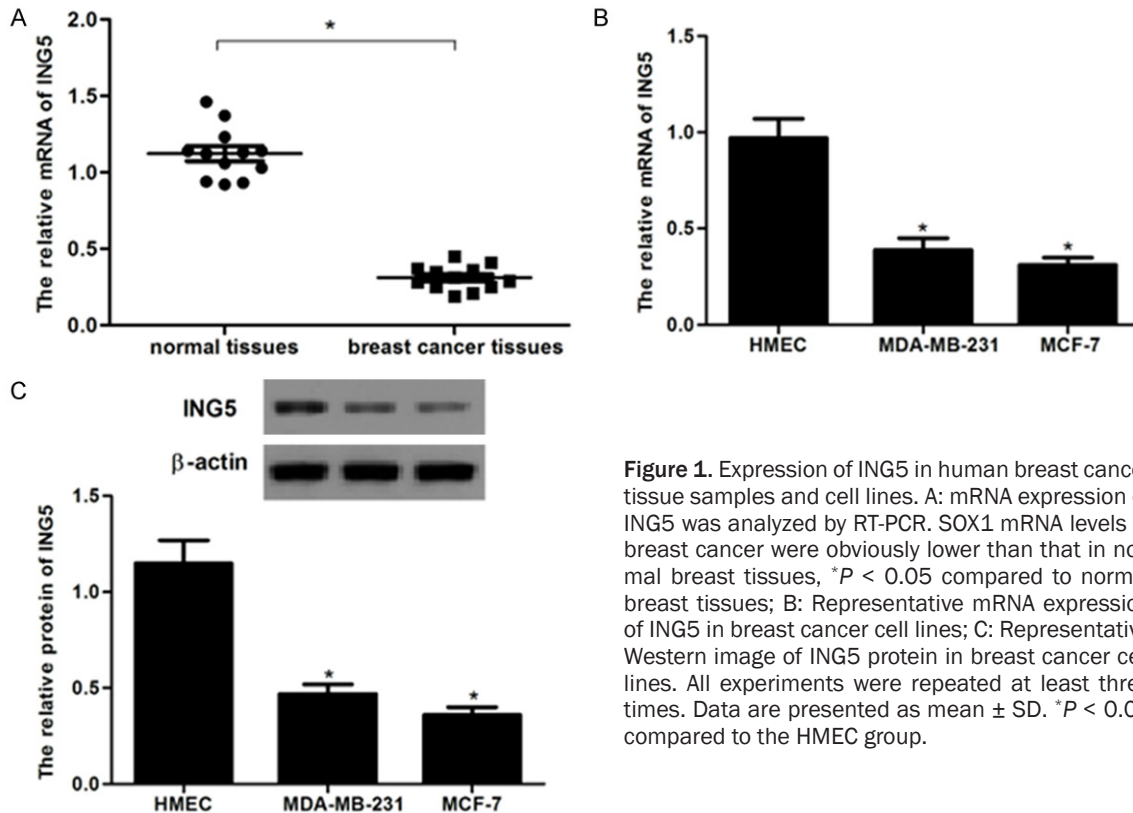 A
The relative mRNA of ING5
2.0
1.5
1.0
0.5
0.0
*
normal tissues
breast cancer tissues
B
The relative mRNA of ING5
1.5
1.0
0.5
0.0
*
*
HMEC
MDA-MB-231
MCF-7
C
ING5
β-actin
The relative protein of ING5
1.5
1.0
0.5
0.0
*
*
HMEC
MDA-MB-231
MCF-7
Figure 1. Expression of ING5 in human breast cance
tissue samples and cell lines. A: mRNA expression
ING5 was analyzed by RT-PCR. SOX1 mRNA levels
breast cancer were obviously lower than that in no
mal breast tissues, *P < 0.05 compared to norm
breast tissues; B: Representative mRNA expressio
of ING5 in breast cancer cell lines; C: Representativ
Western image of ING5 protein in breast cancer ce
lines. All experiments were repeated at least thre
times. Data are presented as mean ± SD. *P < 0.0
compared to the HMEC group.